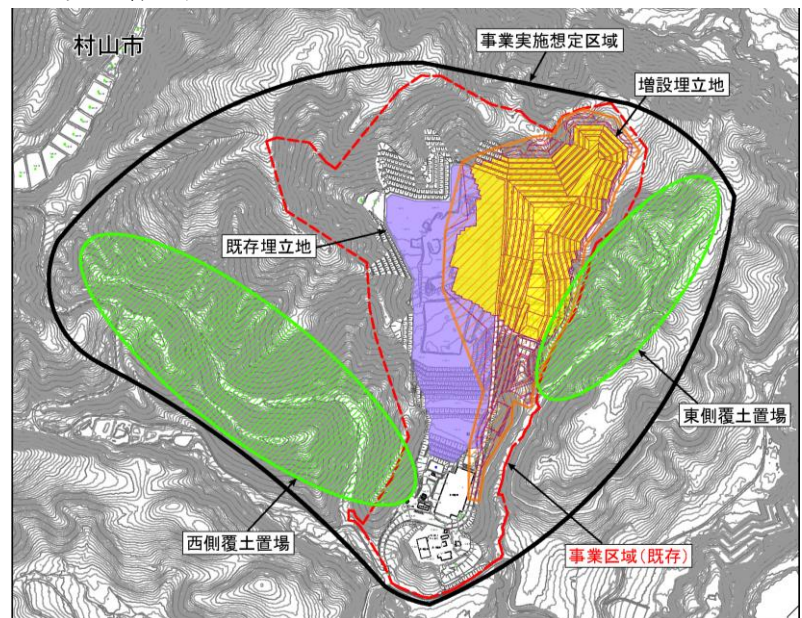 村山市
事業実施想定区域
増設埋立地
既存埋立地
東側覆土置場
西側覆土置場
事業区域(既存)